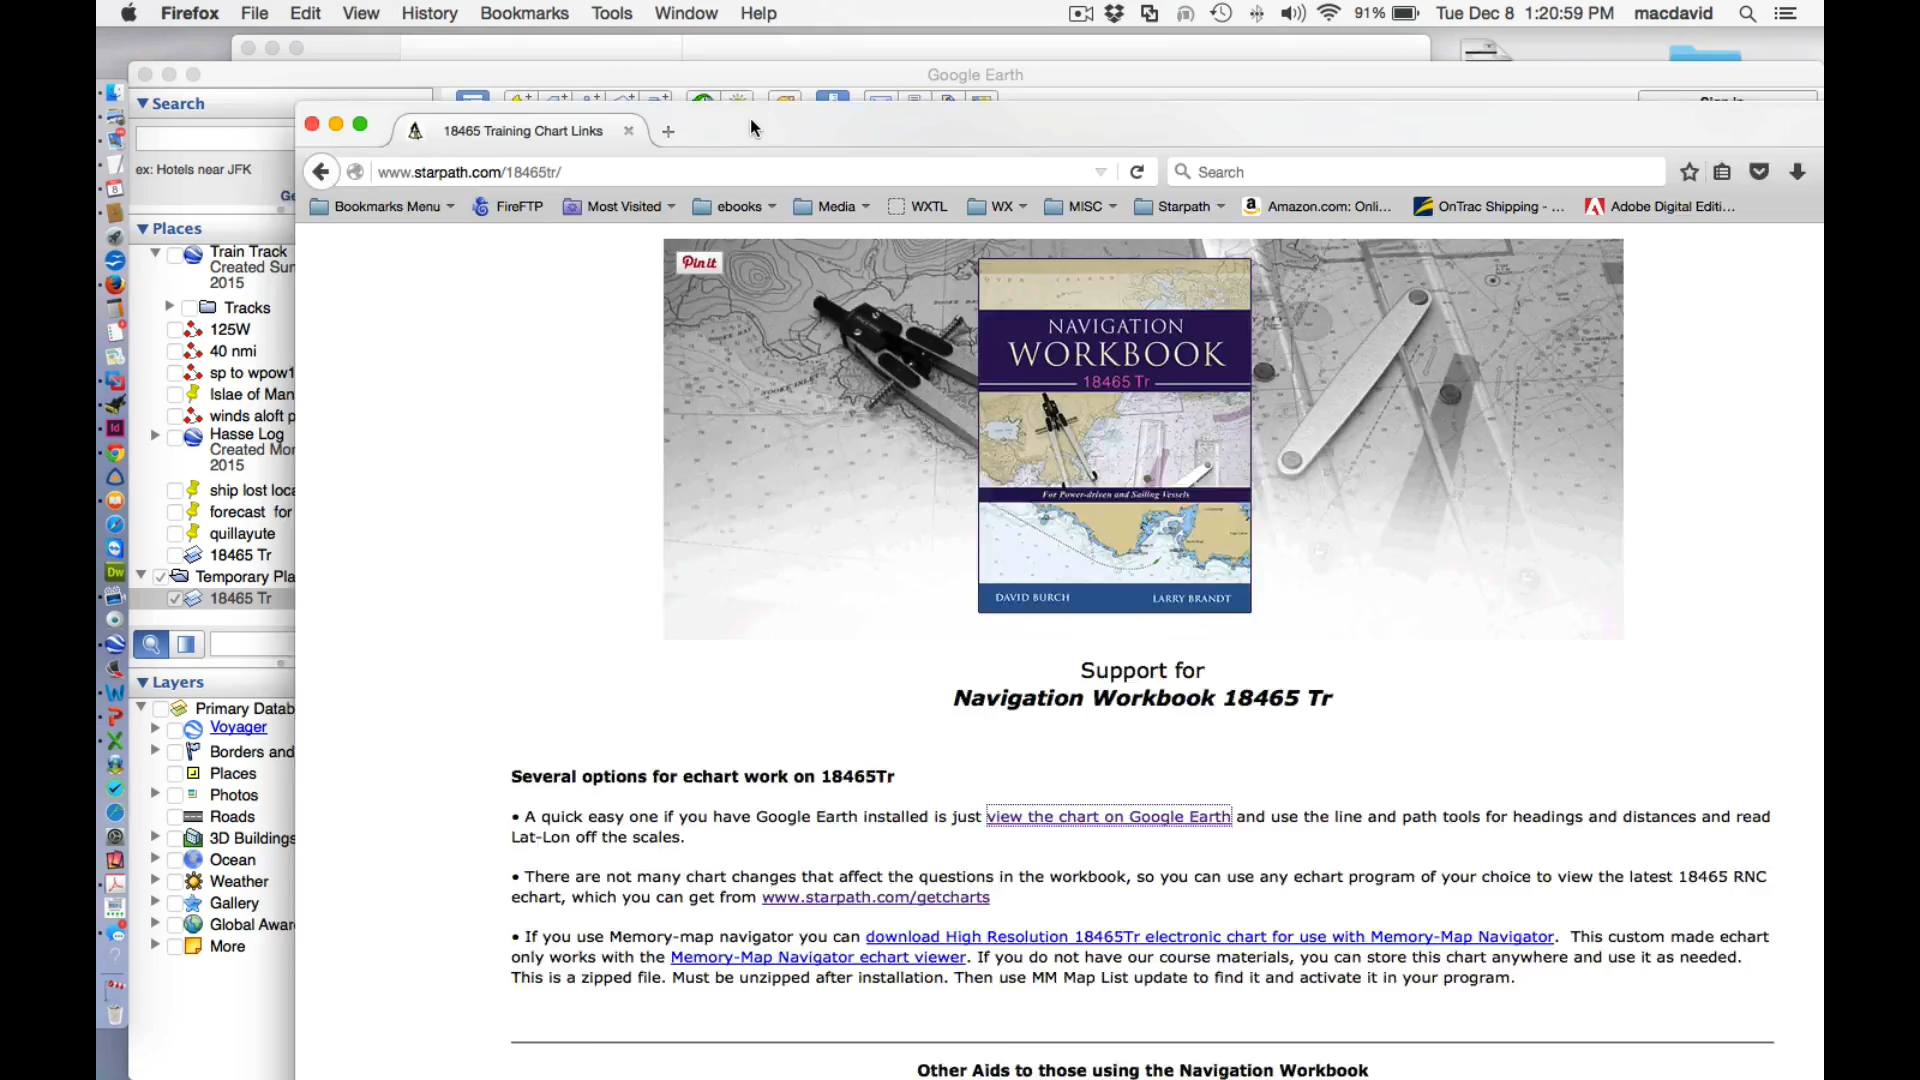 Firefox File Edit View History Bookmarks Tools Window Help 91% Tue Dec 8 1:20:59 PM macdavid
Google Earth
Search
ex: Hotels near JFK
Ge
Places
Train Track
Created Sun
2015
Tracks
125W
40 nmi
sp to wpow1
Islae of Man
winds aloft p
Hasse Log
Created Mor
2015
ship lost loca
forecast for
quillayute
18465 Tr
Temporary Pla
18465 Tr
Layers
Primary Datab
Voyager
Borders and
Places
Photos
Roads
3D Buildings
Ocean
Weather
Gallery
Global Awar
More
18465 Training Chart Links
www.starpath.com/18465tr/
Search
Bookmarks Menu FireFTP Most Visited ebooks Media WXTL WX MISC Starpath Amazon.com: Onli... OnTrac Shipping - ... Adobe Digital Editi...
Pin it
NAVIGATION
WORKBOOK
18465 Tr
For Power-driven and Sailing Vessels
DAVID BURCH LARRY BRANDT
Support for
Navigation Workbook 18465 Tr
Several options for echart work on 18465Tr
• A quick easy one if you have Google Earth installed is just view the chart on Google Earth and use the line and path tools for headings and distances and read
Lat-Lon off the scales.
• There are not many chart changes that affect the questions in the workbook, so you can use any echart program of your choice to view the latest 18465 RNC
echart, which you can get from www.starpath.com/getcharts
• If you use Memory-map navigator you can download High Resolution 18465Tr electronic chart for use with Memory-Map Navigator. This custom made echart
only works with the Memory-Map Navigator echart viewer. If you do not have our course materials, you can store this chart anywhere and use it as needed.
This is a zipped file. Must be unzipped after installation. Then use MM Map List update to find it and activate it in your program.
Other Aids to those using the Navigation Workbook